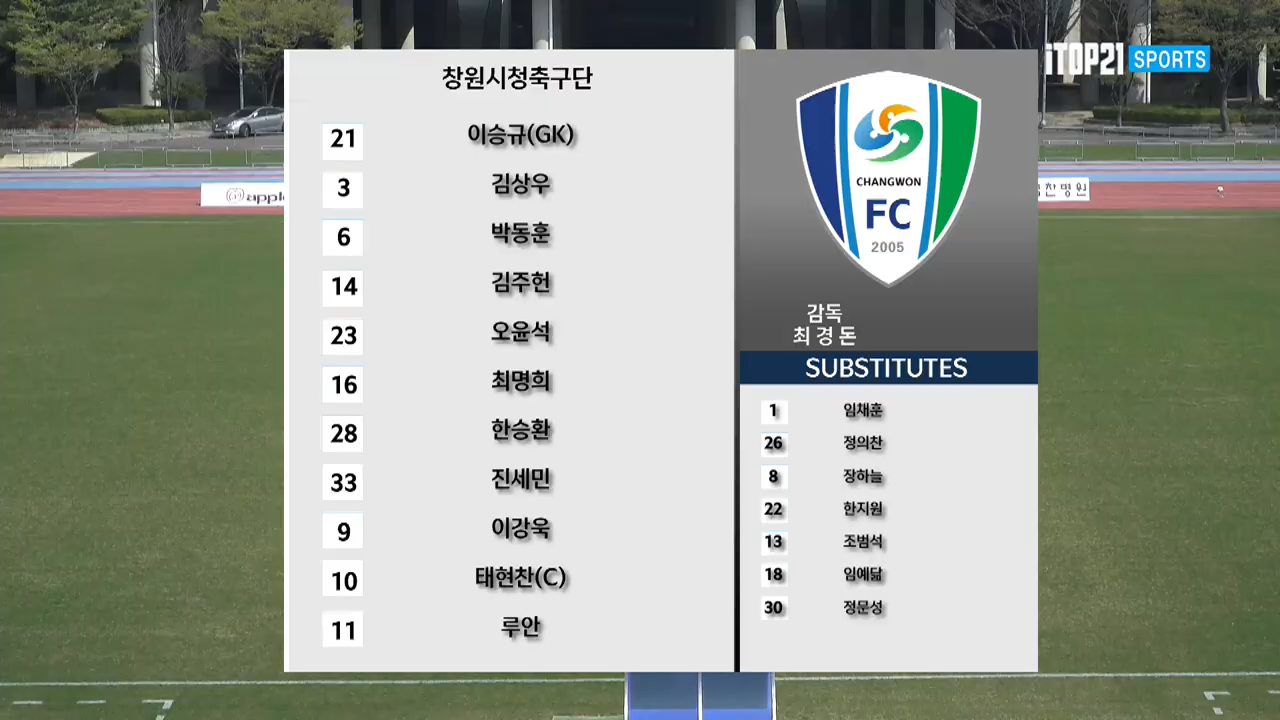 iTOP21 SPORTS
창원시청축구단
21 이승규(GK)
3 김상우
6 박동훈
14 김주헌
23 오윤석
16 최명희
28 한승환
33 진세민
9 이강욱
10 태현찬(C)
11 루안
CHANGWON
FC
2005
감독
최경돈
SUBSTITUTES
1 임채훈
26 정의찬
8 장하늘
22 한지원
13 조범석
18 임예닮
30 정문성
@apple
찬병원